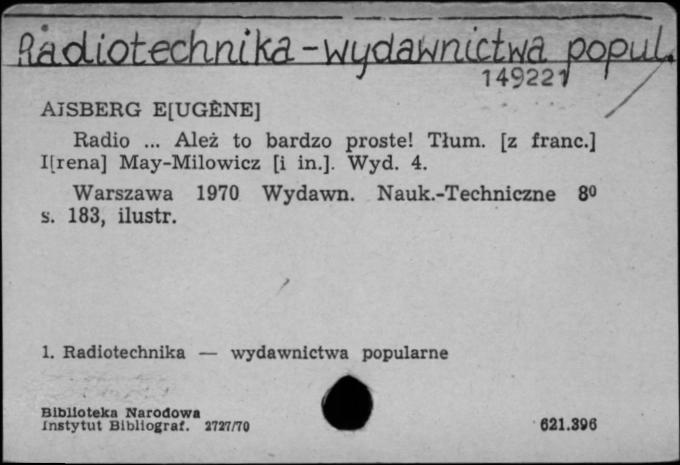 Radiotechnika - wydawnictwa popul.
149221
AJSBERG E[UGÈNE]
Radio ... Ależ to bardzo proste! Tłum. [z franc.]
I[rena] May-Milowicz [i in.]. Wyd. 4.
Warszawa 1970 Wydawn. Nauk.-Techniczne 8⁰
s. 183, ilustr.
1. Radiotechnika — wydawnictwa popularne
Biblioteka Narodowa
Instytut Bibliograf. 2727/70
621.396